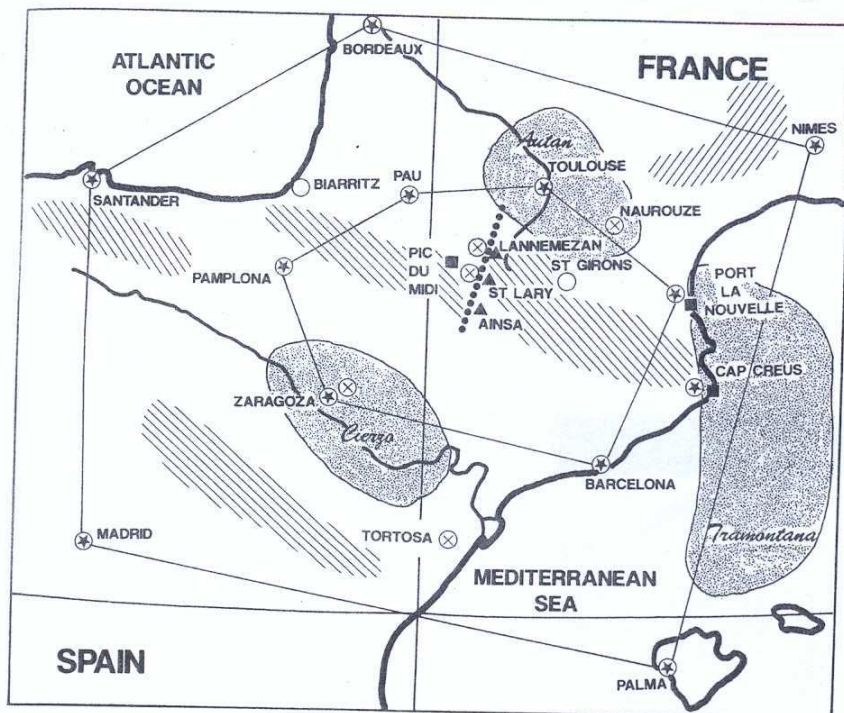 BORDEAUX
ATLANTIC
OCEAN
FRANCE
NIMES
Autan
TOULOUSE
PAU
BIARRITZ
SANTANDER
NAUROUZE
LANNEMEZAN
PIC
DU
MIDI
ST GIRONS
PAMPLONA
ST LARY
PORT
LA
NOUVELLE
AINSA
CAP CREUS
ZARAGOZA
Cierzo
BARCELONA
MADRID
TORTOSA
Tramontana
MEDITERRANEAN
SEA
SPAIN
PALMA